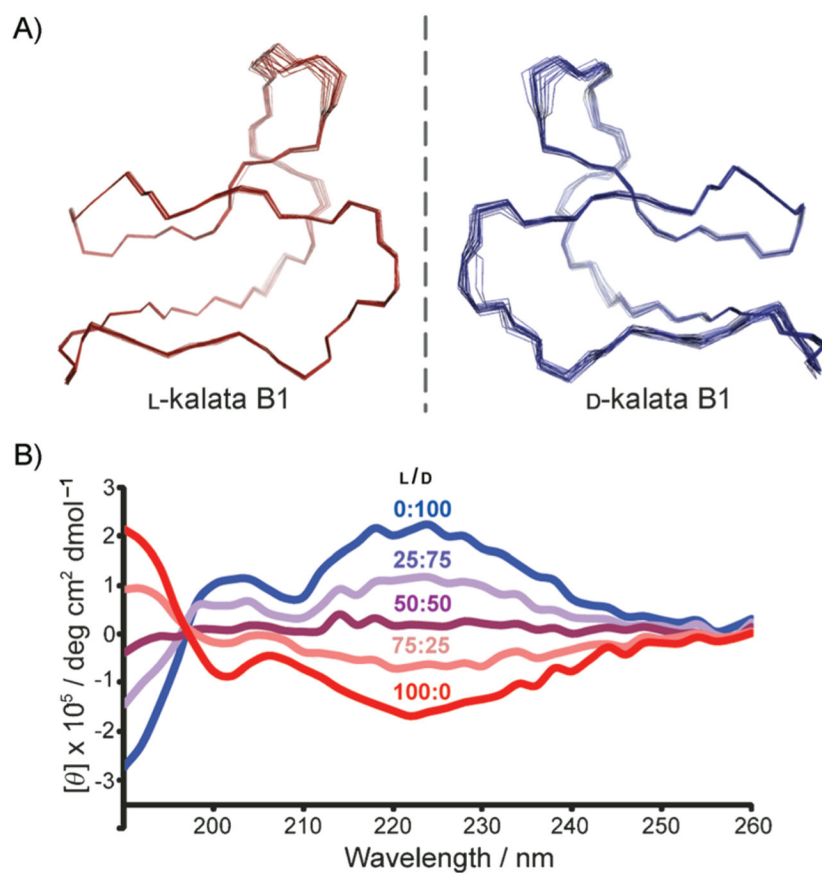 A)
L-kalata B1
D-kalata B1
B)
L/D
0:100
25:75
50:50
75:25
100:0
3
2
1
0
-1
-2
-3
[θ] x 10⁵ / deg cm² dmol⁻¹
200
210
220
230
240
250
260
Wavelength / nm